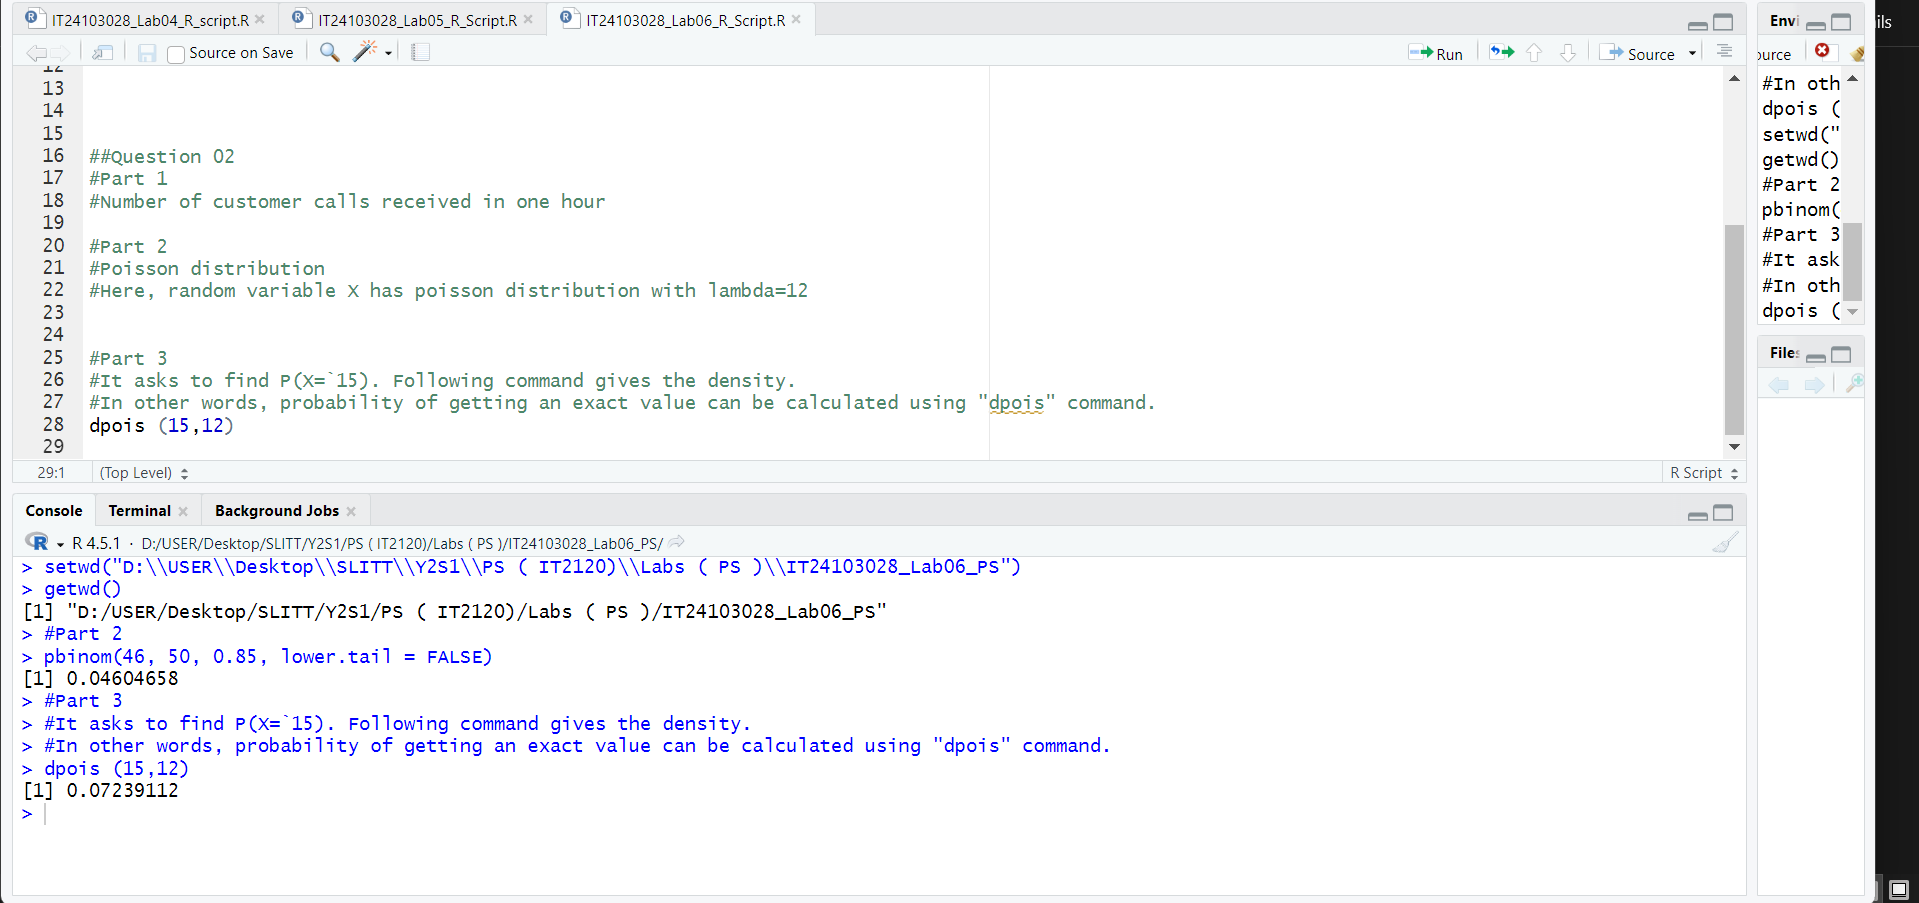 IT24103028_Lab04_R_script.R
IT24103028_Lab05_R_Script.R
IT24103028_Lab06_R_Script.R
Source on Save
Run
Source
12
13
14
15
16 ##Question 02
17 #Part 1
18 #Number of customer calls received in one hour
19
20 #Part 2
21 #Poisson distribution
22 #Here, random variable X has poisson distribution with lambda=12
23
24
25 #Part 3
26 #It asks to find P(X=`15). Following command gives the density.
27 #In other words, probability of getting an exact value can be calculated using "dpois" command.
28 dpois (15,12)
29
29:1 (Top Level) R Script
Console Terminal Background Jobs
R 4.5.1 · D:/USER/Desktop/SLITT/Y2S1/PS ( IT2120)/Labs ( PS )/IT24103028_Lab06_PS/
> setwd("D:\\USER\\Desktop\\SLITT\\Y2S1\\PS ( IT2120)\\Labs ( PS )\\IT24103028_Lab06_PS")
> getwd()
[1] "D:/USER/Desktop/SLITT/Y2S1/PS ( IT2120)/Labs ( PS )/IT24103028_Lab06_PS"
> #Part 2
> pbinom(46, 50, 0.85, lower.tail = FALSE)
[1] 0.04604658
> #Part 3
> #It asks to find P(X=`15). Following command gives the density.
> #In other words, probability of getting an exact value can be calculated using "dpois" command.
> dpois (15,12)
[1] 0.07239112
>
Envi
ource
#In oth
dpois (
setwd("
getwd()
#Part 2
pbinom(
#Part 3
#It ask
#In oth
dpois (
Files
ils